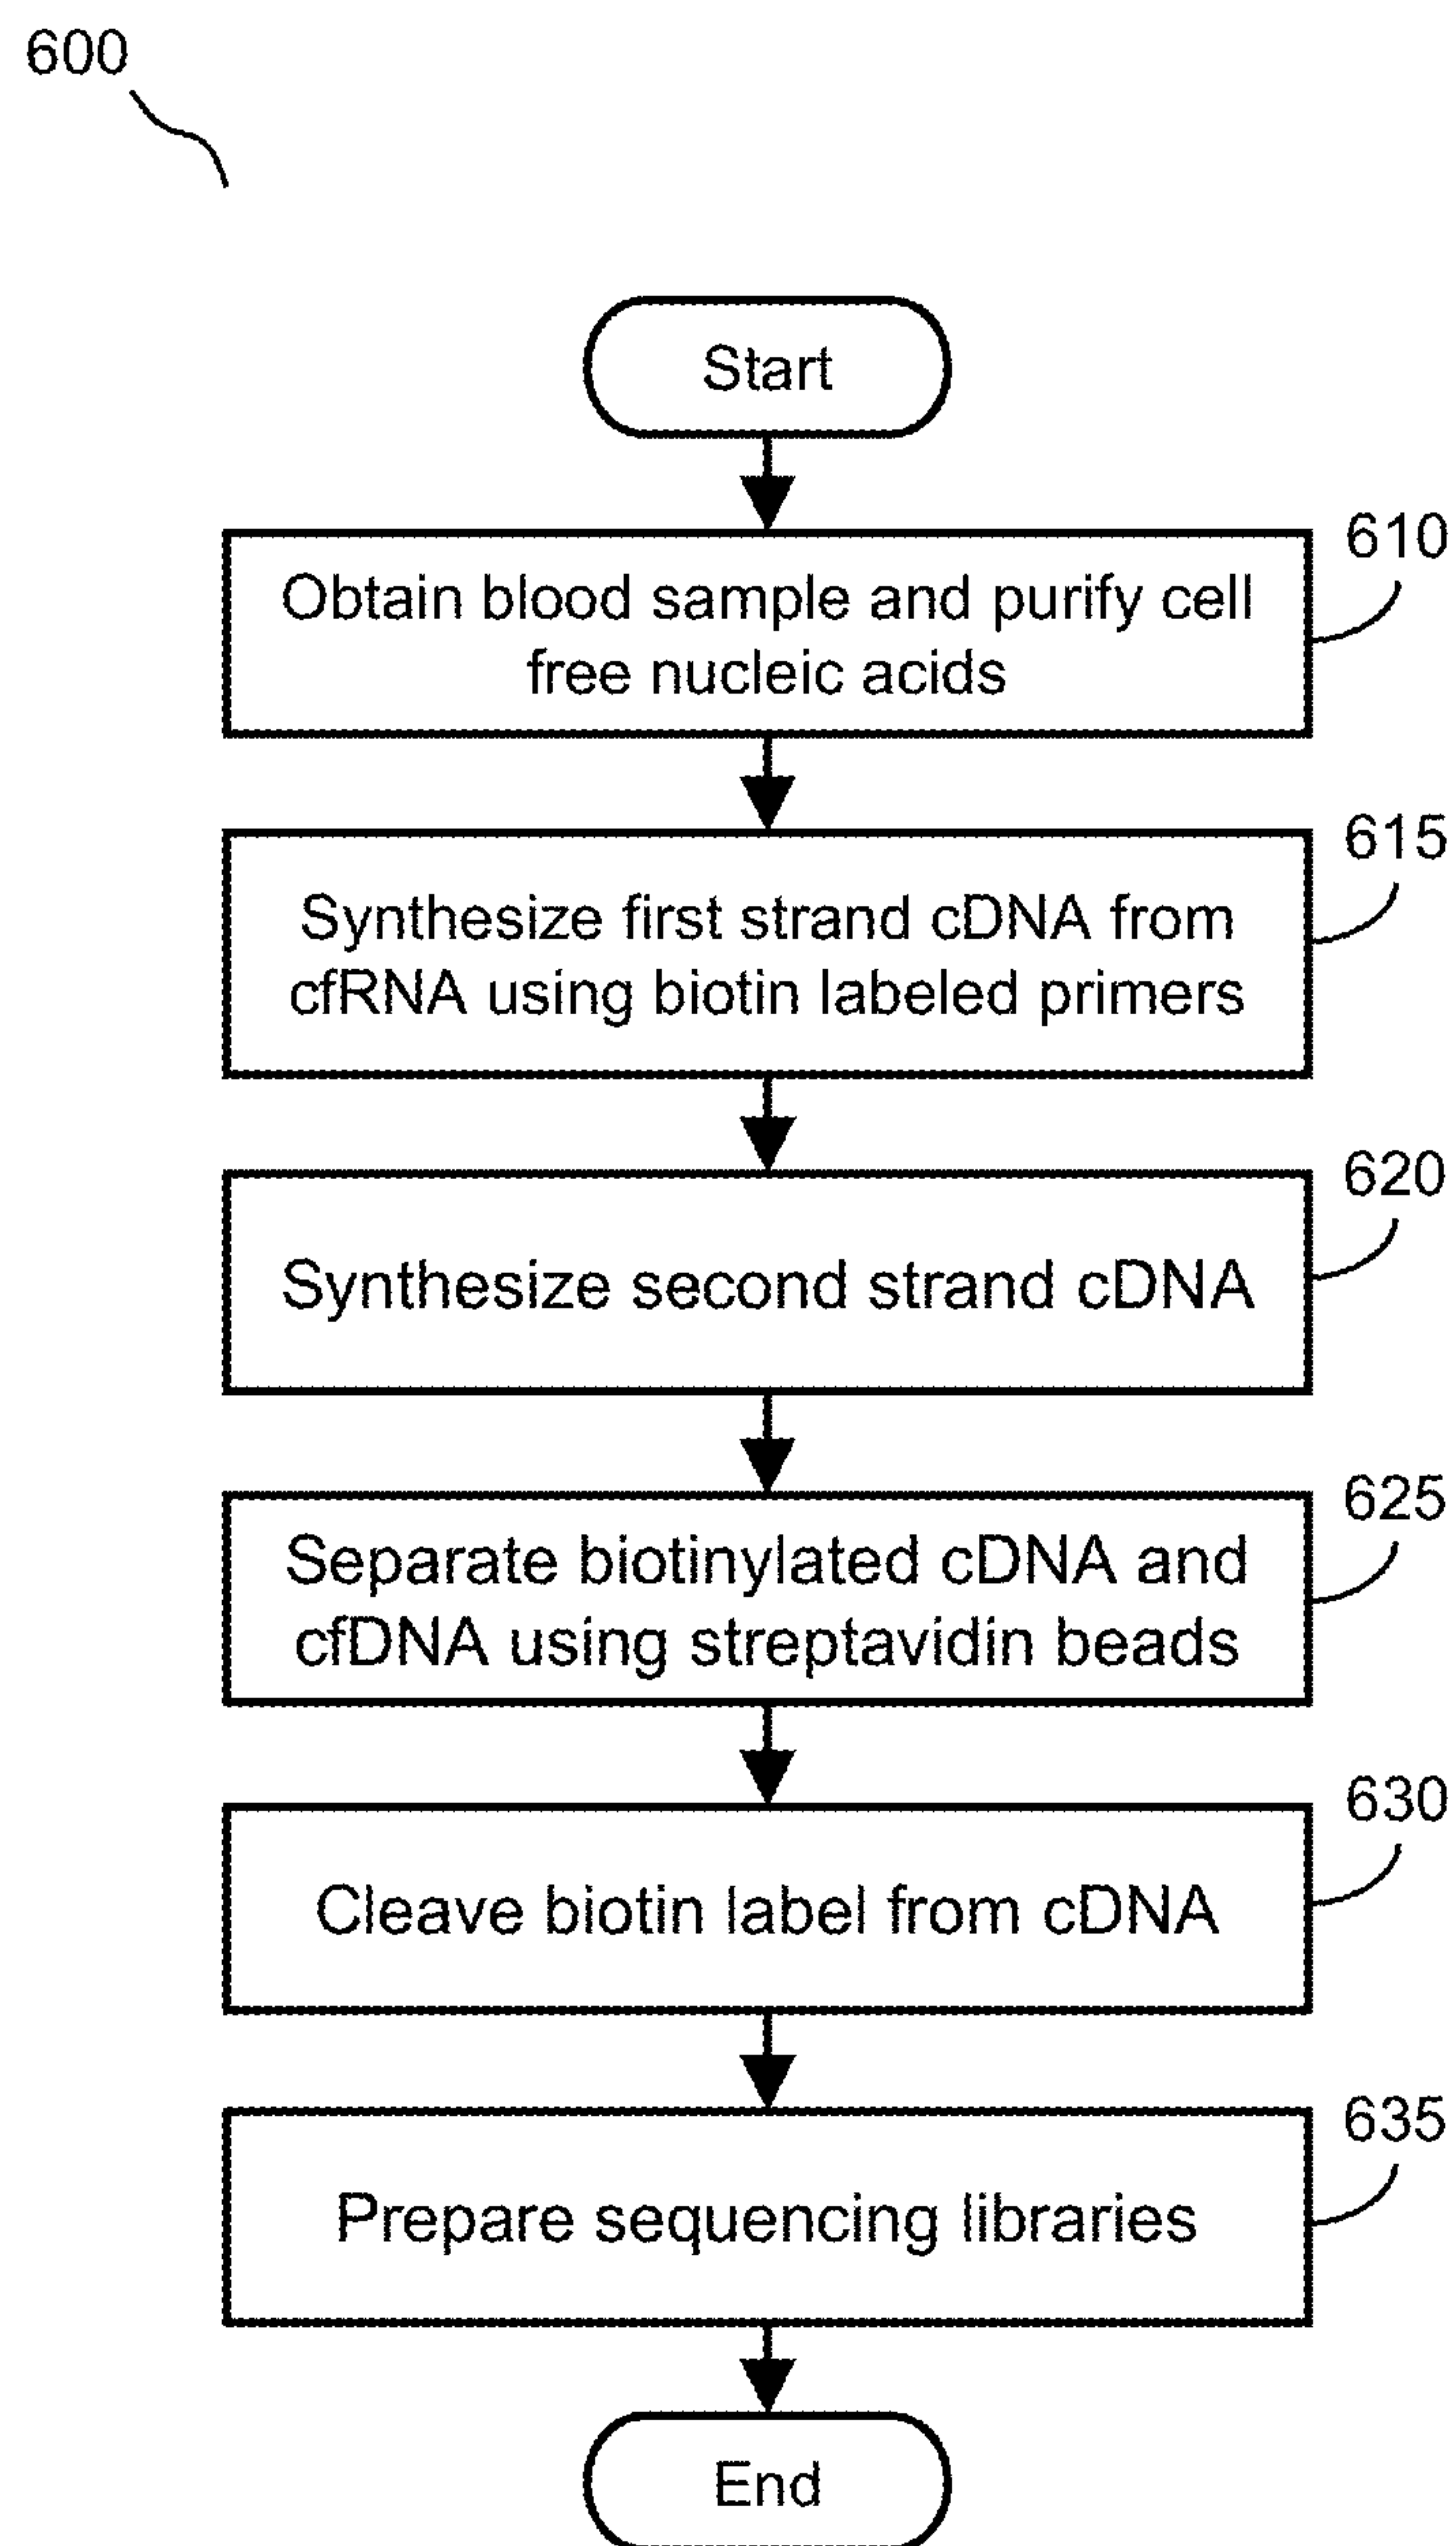 600
Start
610
Obtain blood sample and purify cell
free nucleic acids
615
Synthesize first strand cDNA from
cfRNA using biotin labeled primers
620
Synthesize second strand cDNA
625
Separate biotinylated cDNA and
cfDNA using streptavidin beads
630
Cleave biotin label from cDNA
635
Prepare sequencing libraries
End